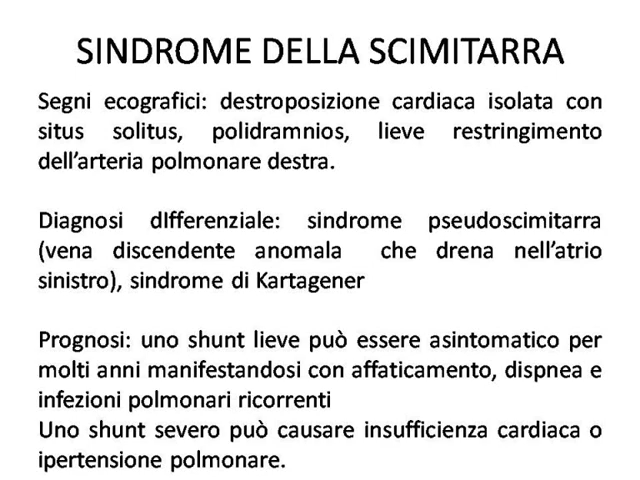 SINDROME DELLA SCIMITARRA
Segni ecografici: destroposizione cardiaca isolata con
situs solitus, polidramnios, lieve restringimento
dell’arteria polmonare destra.
Diagnosi dIfferenziale: sindrome pseudoscimitarra
(vena discendente anomala che drena nell’atrio
sinistro), sindrome di Kartagener
Prognosi: uno shunt lieve può essere asintomatico per
molti anni manifestandosi con affaticamento, dispnea e
infezioni polmonari ricorrenti
Uno shunt severo può causare insufficienza cardiaca o
ipertensione polmonare.